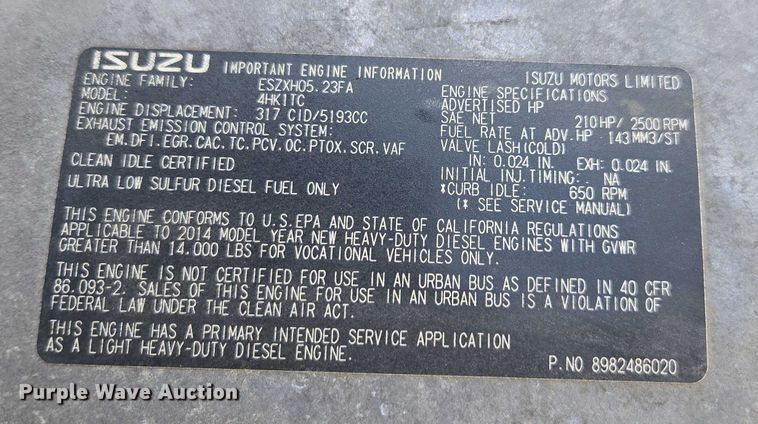 ISUZU IMPORTANT ENGINE INFORMATION ISUZU MOTORS LIMITED
ENGINE FAMILY: ESZXH05.23FA
MODEL: 4HK1TC
ENGINE DISPLACEMENT: 317 CID/5193CC
EXHAUST EMISSION CONTROL SYSTEM:
EM.DFI.EGR.CAC.TC.PCV.OC.PTOX.SCR.VAF
CLEAN IDLE CERTIFIED
ULTRA LOW SULFUR DIESEL FUEL ONLY
ENGINE SPECIFICATIONS
ADVERTISED HP
SAE NET 210HP/2500RPM
FUEL RATE AT ADV.HP 143MM3/ST
VALVE LASH(COLD)
IN: 0.024 IN. EXH: 0.024 IN.
INITIAL INJ.TIMING: NA
*CURB IDLE: 650 RPM
(* SEE SERVICE MANUAL)
THIS ENGINE CONFORMS TO U.S.EPA AND STATE OF CALIFORNIA REGULATIONS
APPLICABLE TO 2014 MODEL YEAR NEW HEAVY-DUTY DIESEL ENGINES WITH GVWR
GREATER THAN 14.000 LBS FOR VOCATIONAL VEHICLES ONLY.
THIS ENGINE IS NOT CERTIFIED FOR USE IN AN URBAN BUS AS DEFINED IN 40 CFR
86.093-2. SALES OF THIS ENGINE FOR USE IN AN URBAN BUS IS A VIOLATION OF
FEDERAL LAW UNDER THE CLEAN AIR ACT.
THIS ENGINE HAS A PRIMARY INTENDED SERVICE APPLICATION
AS A LIGHT HEAVY-DUTY DIESEL ENGINE.
P.NO 8982486020
Purple Wave Auction